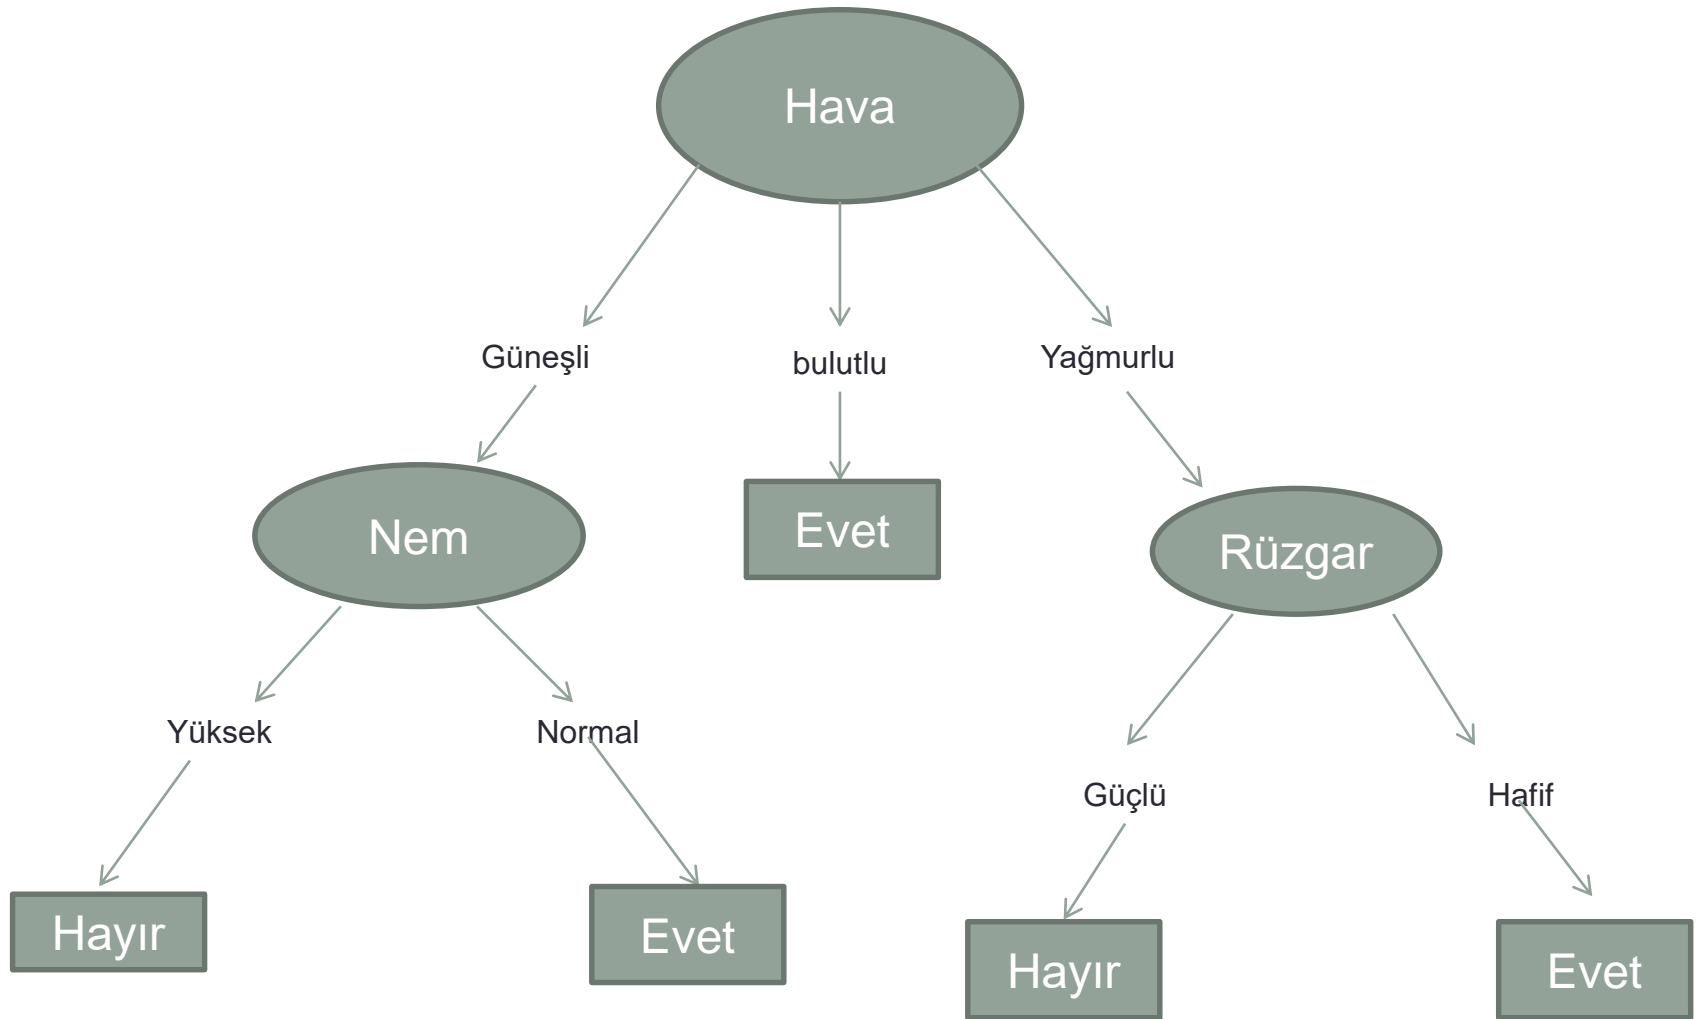 Hava
Güneşli
bulutlu
Yağmurlu
Nem
Evet
Rüzgar
Yüksek
Normal
Güçlü
Hafif
Hayır
Evet
Hayır
Evet